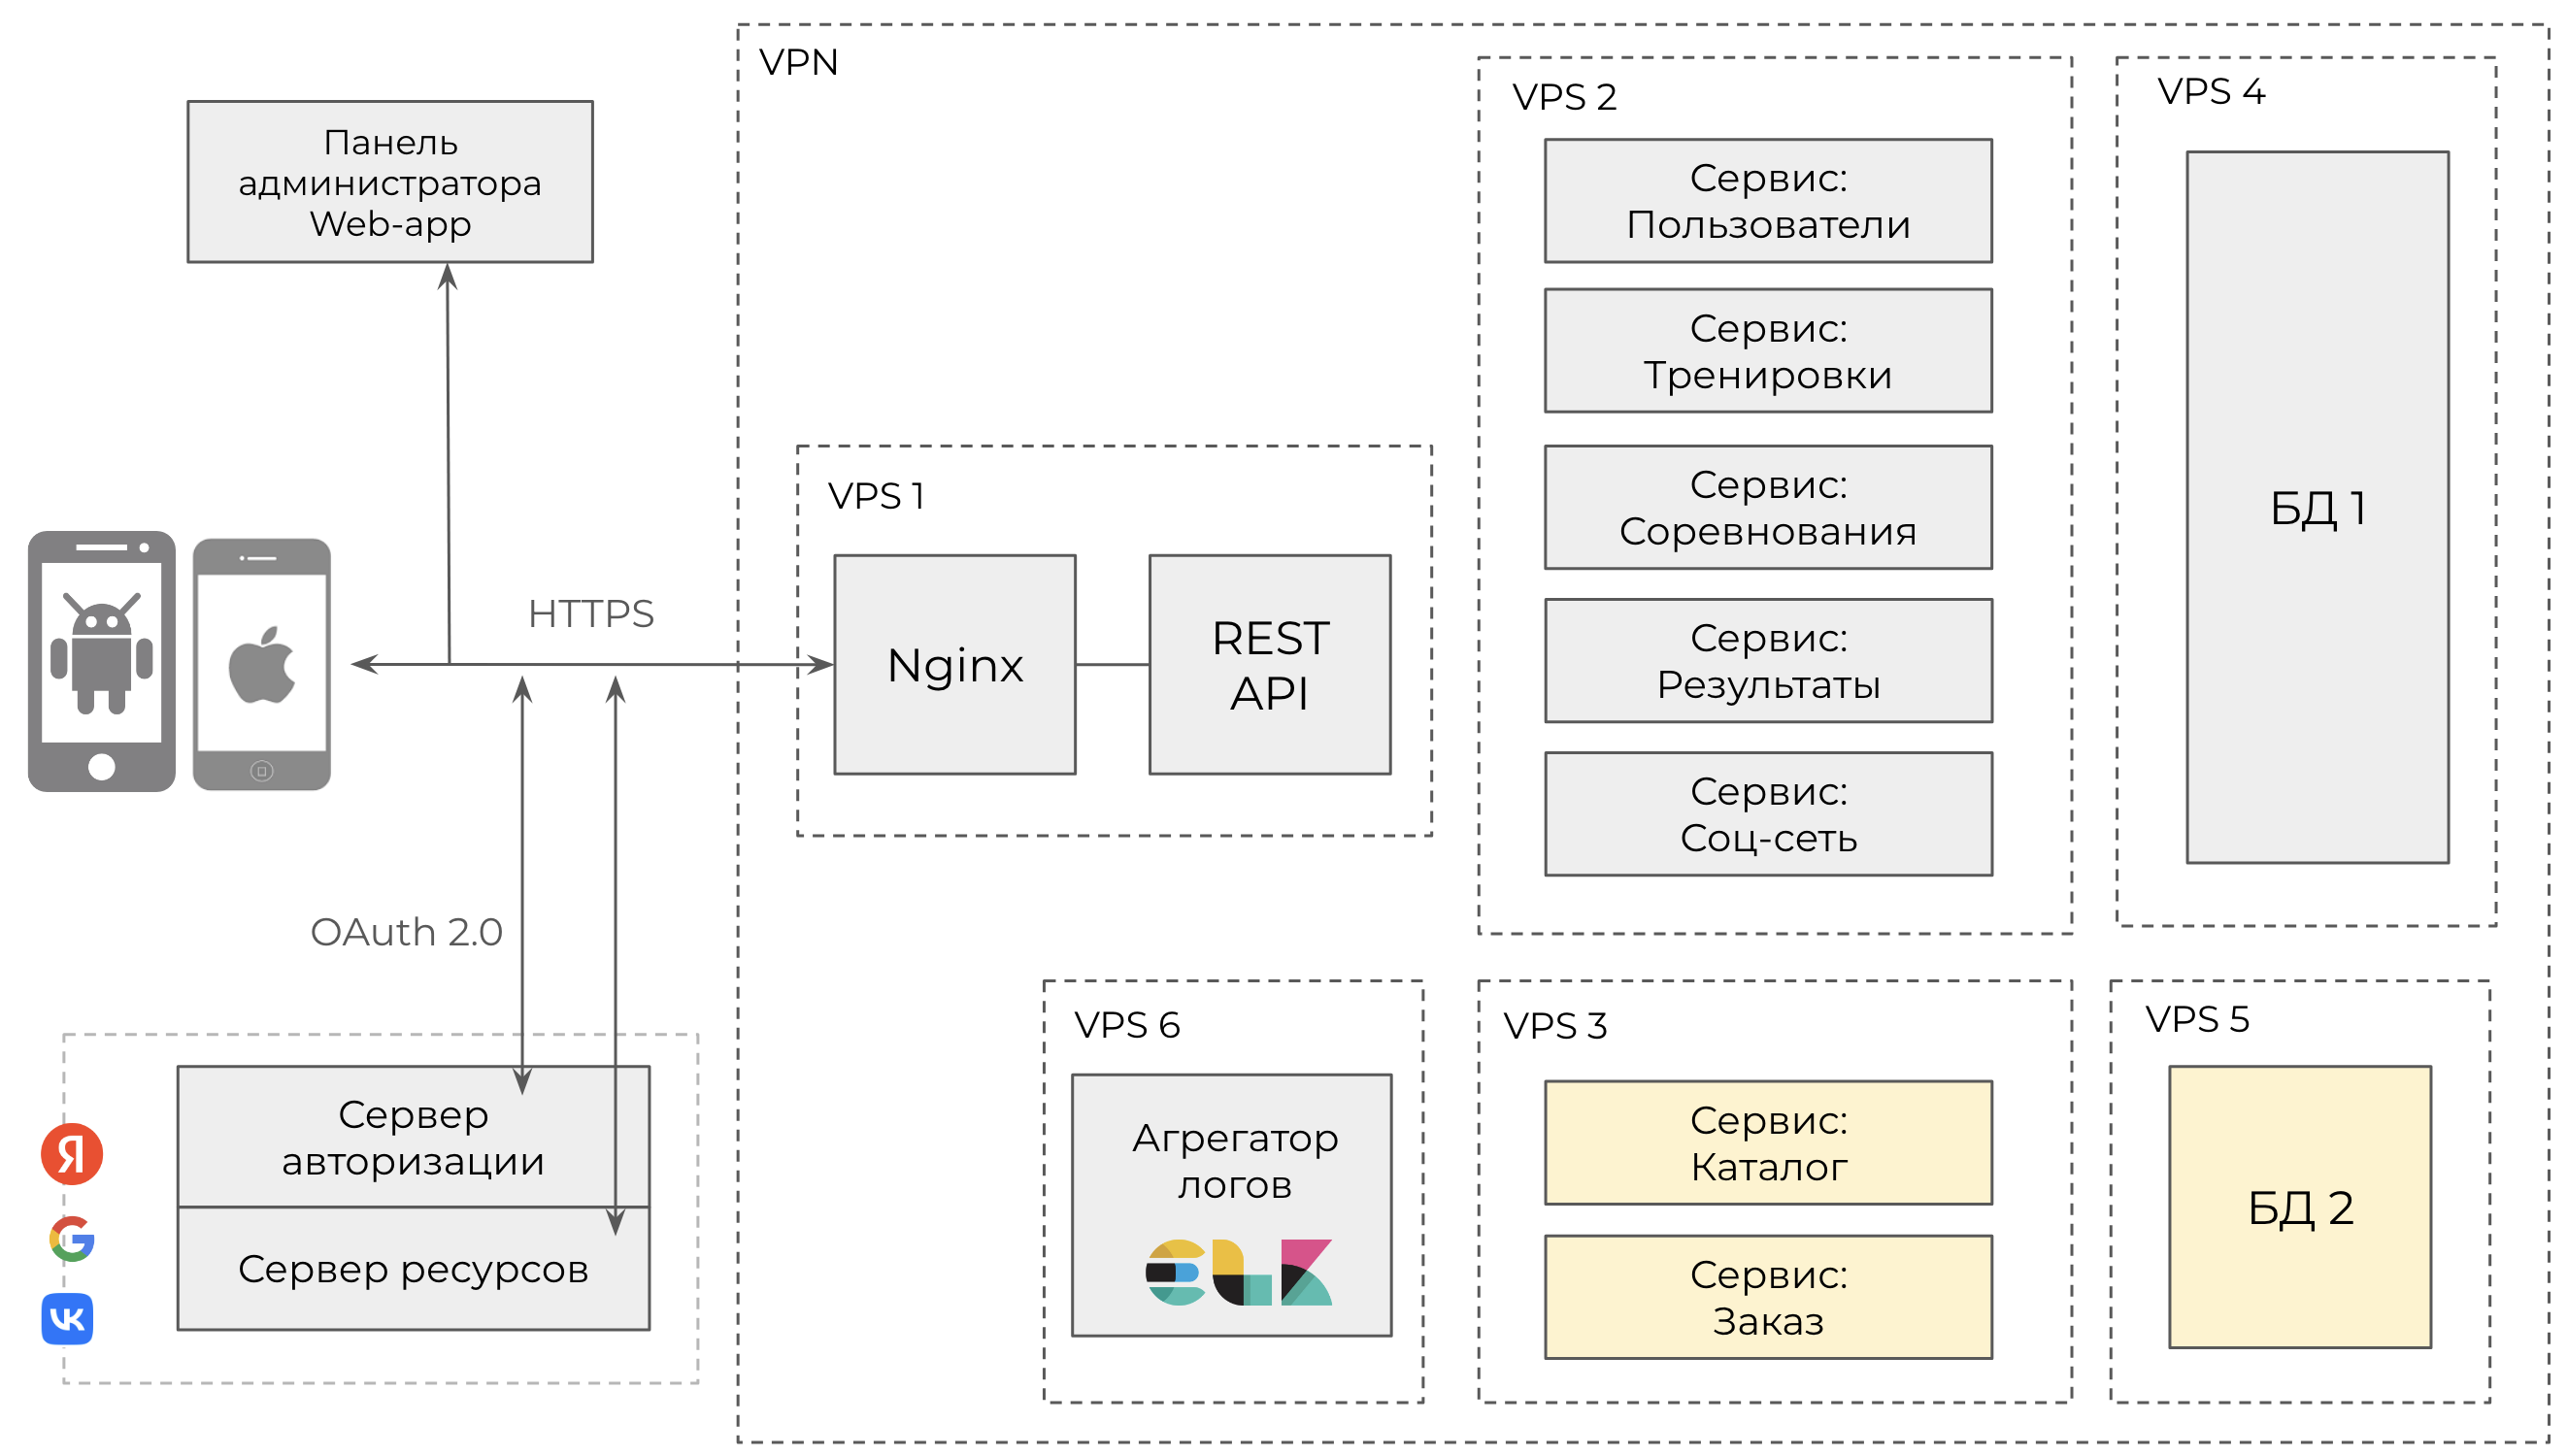 VPN
Панель
администратора
Web-app
HTTPS
OAuth 2.0
Я
G
VK
Сервер
авторизации
Сервер ресурсов
VPS 1
Nginx
REST
API
VPS 2
Сервис:
Пользователи
Сервис:
Тренировки
Сервис:
Соревнования
Сервис:
Результаты
Сервис:
Соц-сеть
VPS 4
БД 1
VPS 6
Агрегатор
логов
ELK
VPS 3
Сервис:
Каталог
Сервис:
Заказ
VPS 5
БД 2